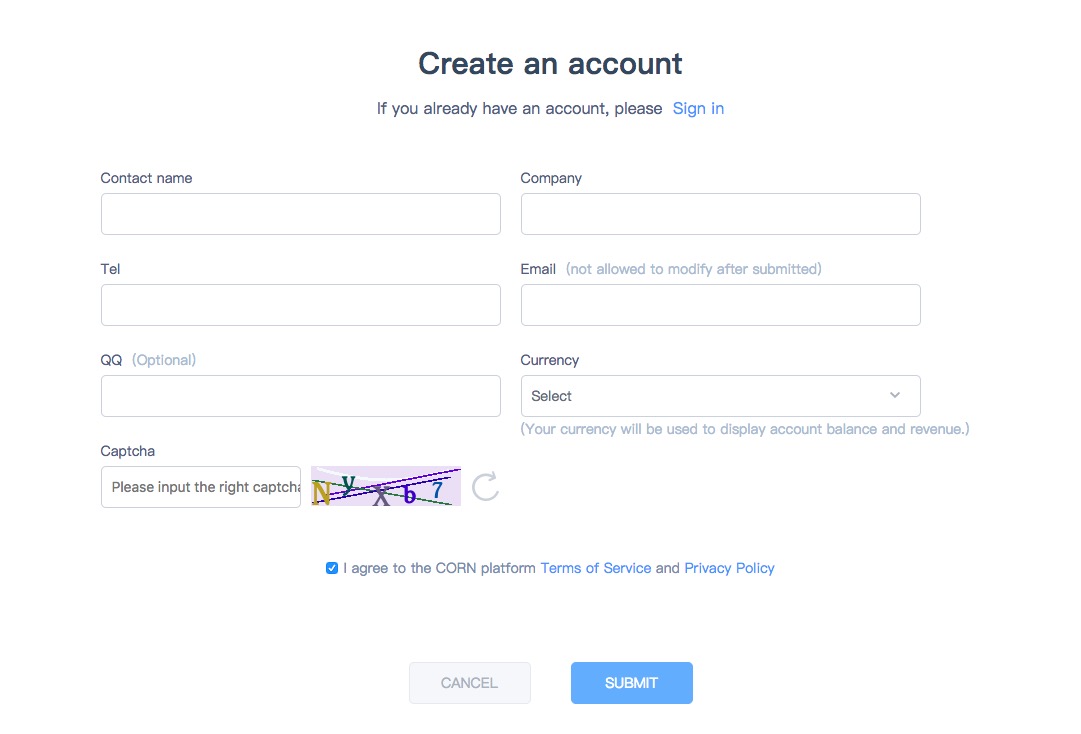 Create an account
If you already have an account, please Sign in
Contact name
Company
Tel
Email (not allowed to modify after submitted)
QQ (Optional)
Currency
Select
(Your currency will be used to display account balance and revenue.)
Captcha
Please input the right captcha
N y X b 7
I agree to the CORN platform Terms of Service and Privacy Policy
CANCEL
SUBMIT